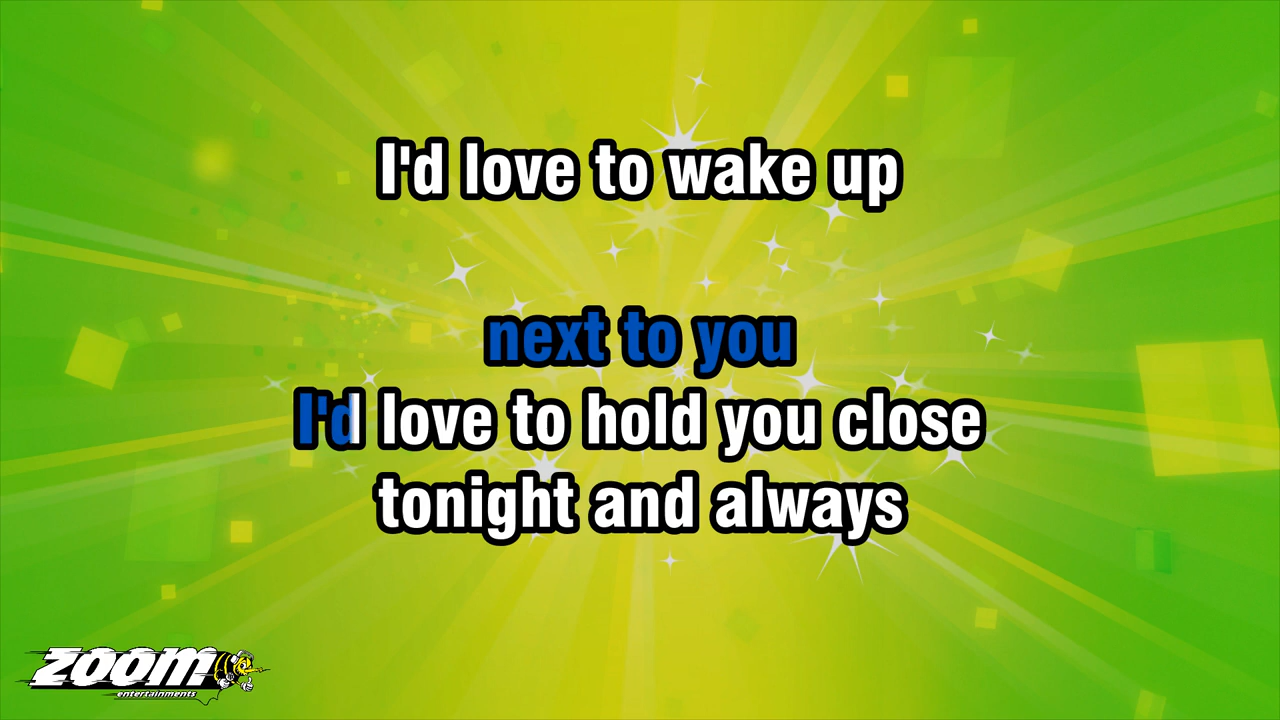 I'd love to wake up
next to you
I'd love to hold you close
tonight and always
zoom
entertainments